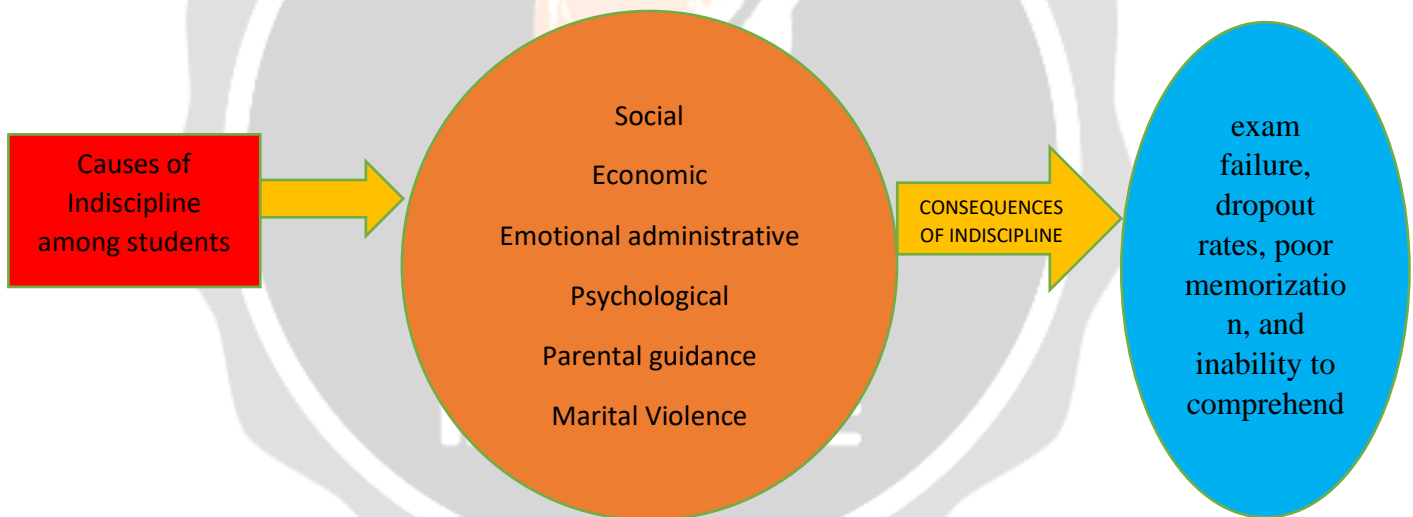 Causes of
Indiscipline
among students
Social
Economic
Emotional administrative
Psychological
Parental guidance
Marital Violence
CONSEQUENCES
OF INDISCIPLINE
exam
failure,
dropout
rates, poor
memorizatio
n, and
inability to
comprehend